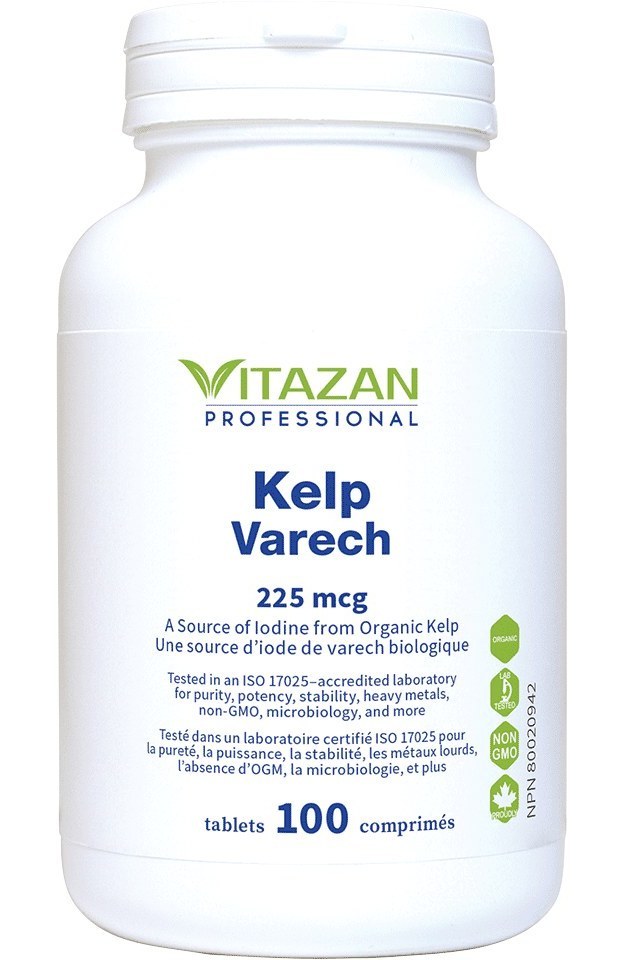 VITAZAN
PROFESSIONAL
Kelp
Varech
225 mcg
A Source of Iodine from Organic Kelp
Une source d'iode de varech biologique
Tested in an ISO 17025–accredited laboratory
for purity, potency, stability, heavy metals,
non-GMO, microbiology, and more
Testé dans un laboratoire certifié ISO 17025 pour
la pureté, la puissance, la stabilité, les métaux lourds,
l'absence d'OGM, la microbiologie, et plus
tablets 100 comprimés
ORGANIC
LAB
TESTED
NON
GMO
PROUDLY
NPN 80020942